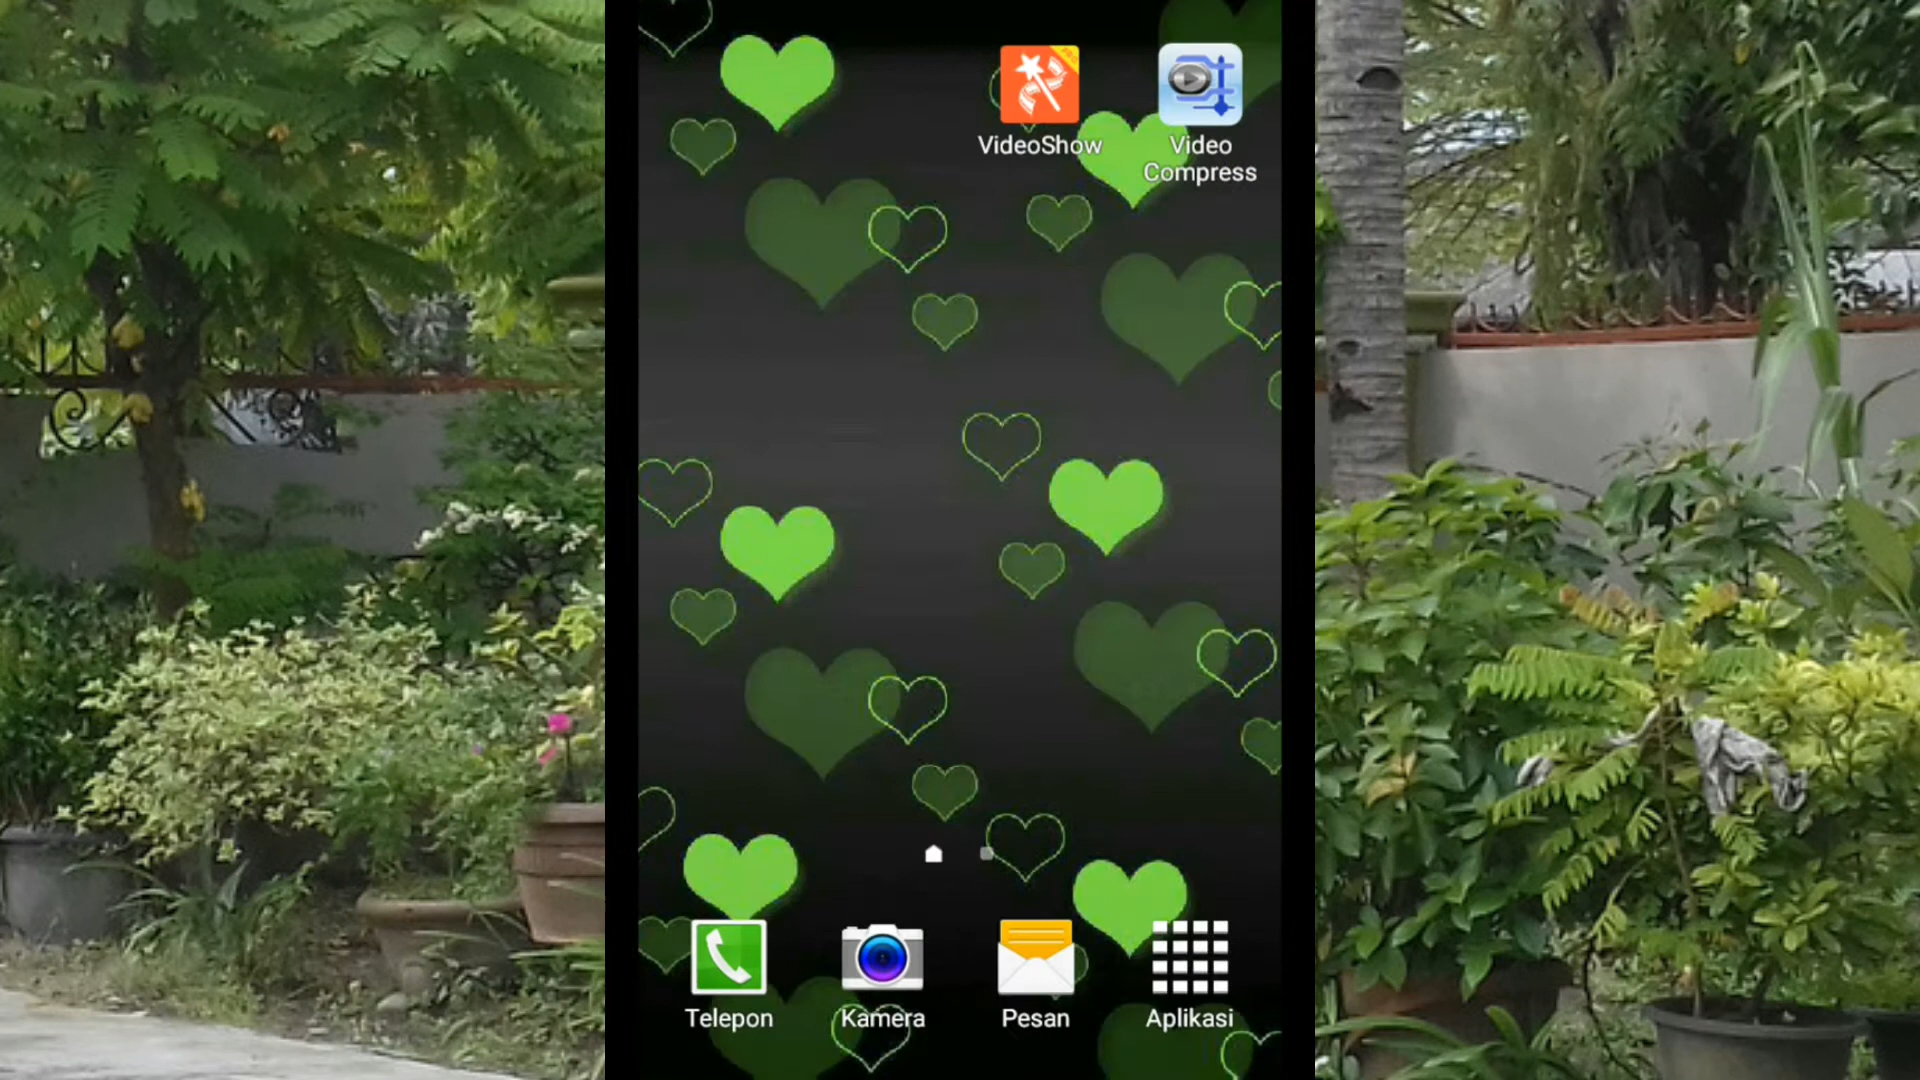 VideoShow
Video
Compress
Telepon
Kamera
Pesan
Aplikasi